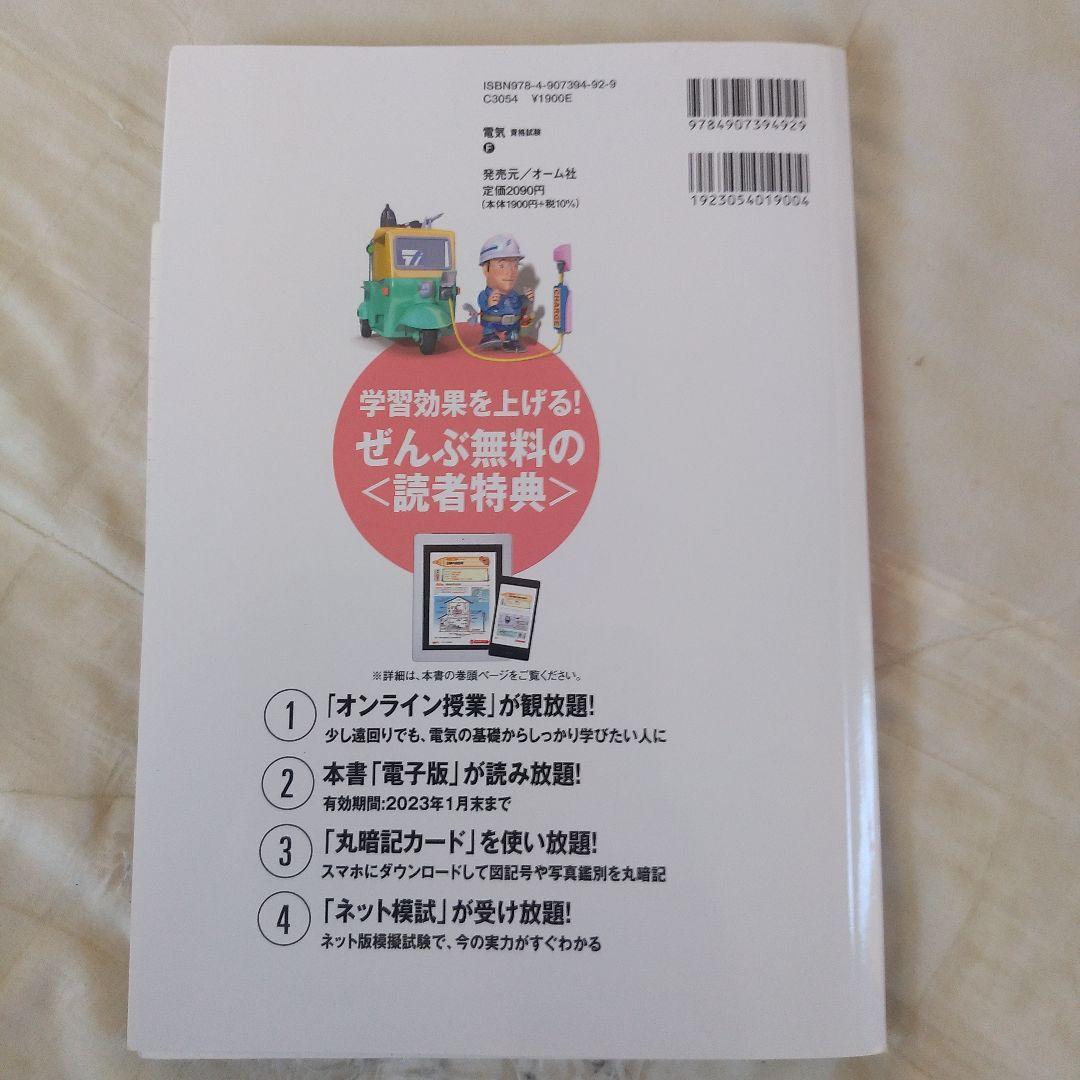 ISBN978-4-907394-92-9
C3054 ¥1900E
9784907394929
電気 資格試験
F
発売元/オーム社
定価2090円
(本体1900円+税10%)
1923054019004
CHARGE
学習効果を上げる!
ぜんぶ無料の
<読者特典>
※詳細は、本書の巻頭ページをご覧ください。
1 「オンライン授業」が観放題!
少し遠回りでも、電気の基礎からしっかり学びたい人に
2 本書「電子版」が読み放題!
有効期間:2023年1月末まで
3 「丸暗記カード」を使い放題!
スマホにダウンロードして図記号や写真鑑別を丸暗記
4 「ネット模試」が受け放題!
ネット版模擬試験で、今の実力がすぐわかる